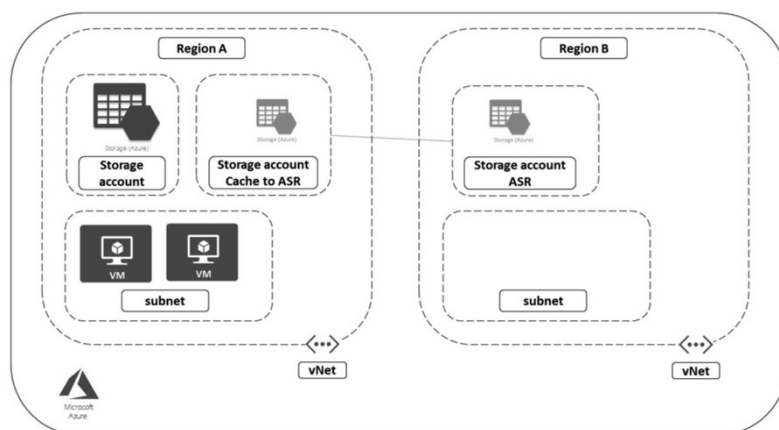 Region A
Region B
Storage (Azure)
Storage account
Storage (Azure)
Storage account
Cache to ASR
Storage (Azure)
Storage account
ASR
VM
VM
subnet
subnet
vNet
vNet
Microsoft
Azure